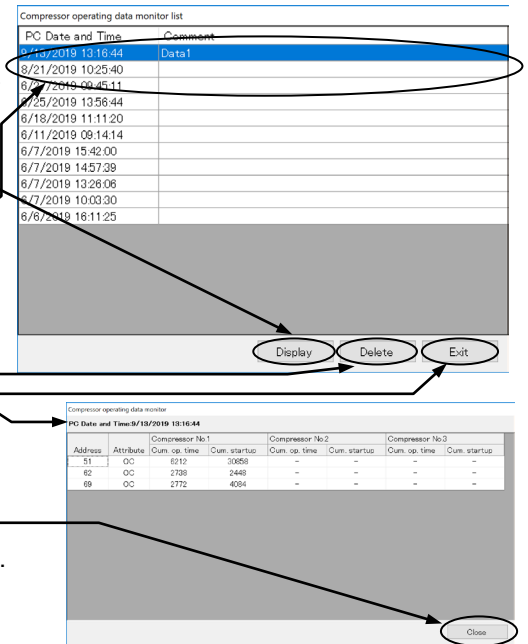 Compressor operating data monitor list
PC Date and Time Comment
9/13/2019 13:16:44 Data1
8/21/2019 10:25:40
09:45:11
6/25/2019 13:56:44
6/18/2019 11:11:20
6/11/2019 09:14:14
6/7/2019 15:42:00
6/7/2019 14:57:39
6/7/2019 13:26:06
6/7/2019 10:03:30
6/6/2019 16:11:25
Display Delete Exit
Compressor operating data monitor
PC Date and Time:9/13/2019 13:16:44
Compressor No.1 Compressor No.2 Compressor No.3
Address Attribute Cum. op. time Cum. startup Cum. op. time Cum. startup Cum. op. time Cum. startup
51 OC 6212 30858 - - - -
62 OC 2738 2448 - - - -
69 OC 2772 4084 - - - -
.
Close